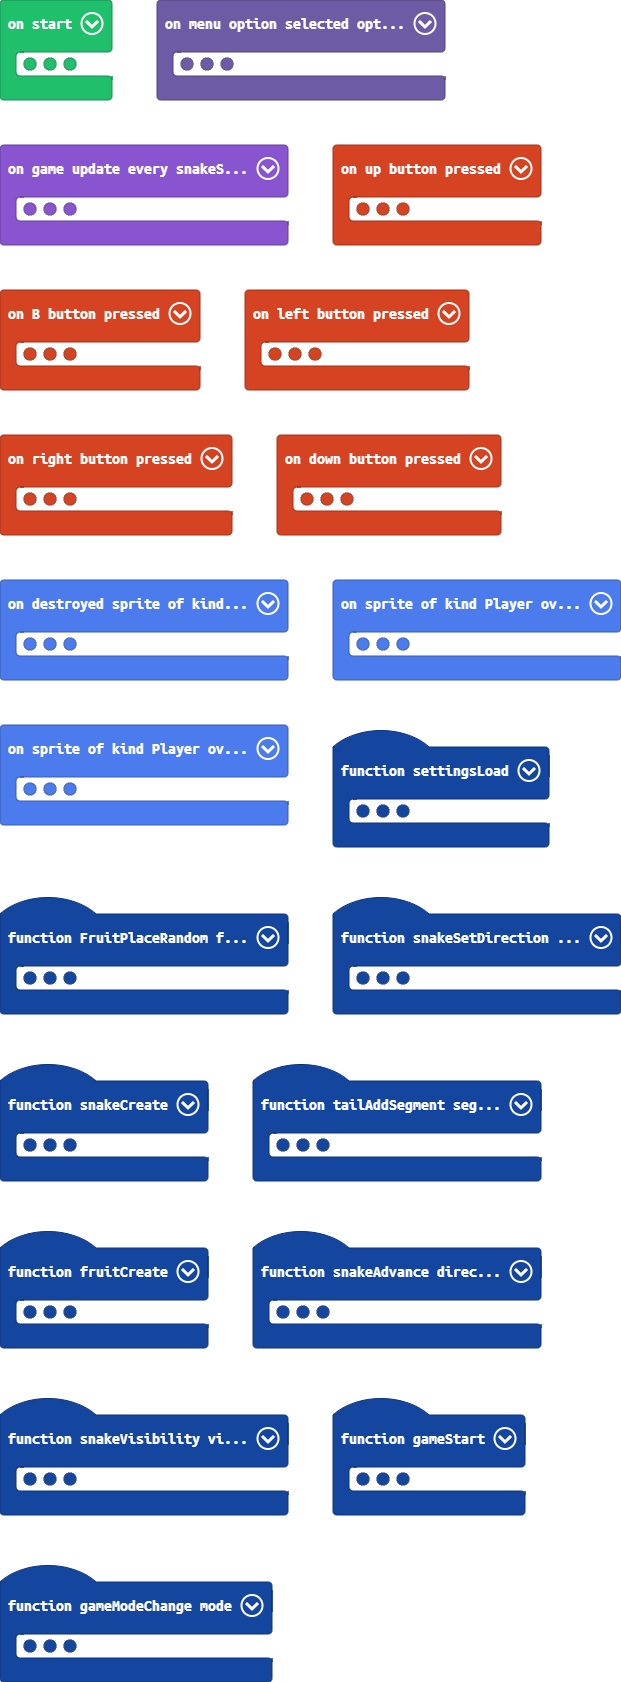 on start
on menu option selected opt...
on game update every snakeS...
on up button pressed
on B button pressed
on left button pressed
on right button pressed
on down button pressed
on destroyed sprite of kind...
on sprite of kind Player ov...
on sprite of kind Player ov...
function settingsLoad
function FruitPlaceRandom f...
function snakeSetDirection ...
function snakeCreate
function tailAddSegment seg...
function fruitCreate
function snakeAdvance direc...
function snakeVisibility vi...
function gameStart
function gameModeChange mode